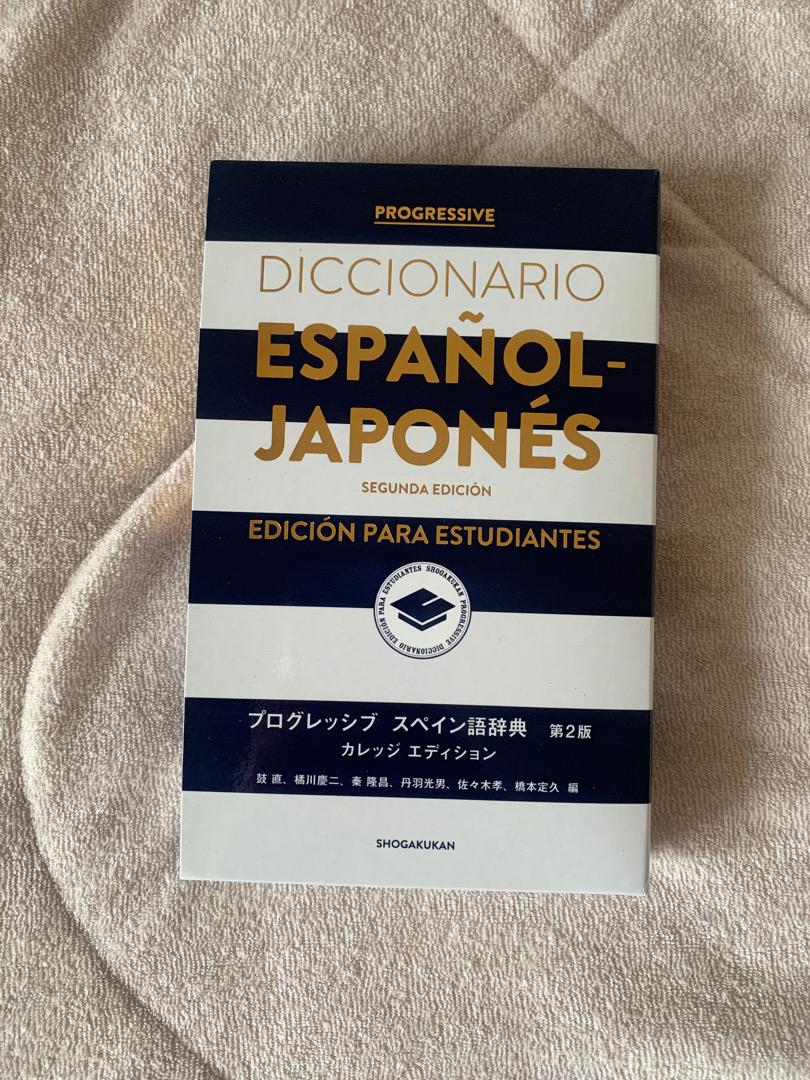 PROGRESSIVE
DICCIONARIO
ESPAÑOL-
JAPONÉS
SEGUNDA EDICIÓN
EDICIÓN PARA ESTUDIANTES
SHOGAKUKAN PROGRESSIVE DICCIONARIO EDICIÓN PARA ESTUDIANTES
プログレッシブ スペイン語辞典 第2版
カレッジ エディション
鼓 直、橘川慶二、秦 隆昌、丹羽光男、佐々木孝、橋本定久 編
SHOGAKUKAN